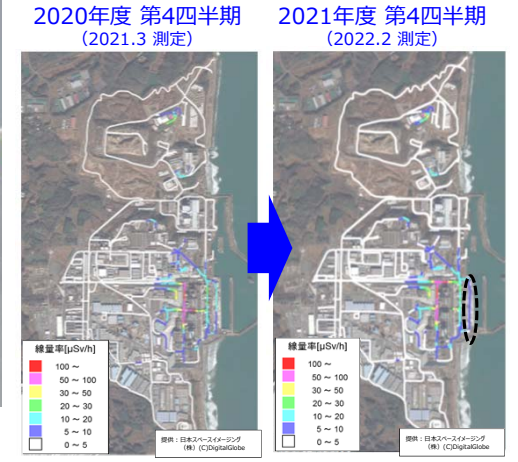 2020年度 第4四半期
（2021.3 測定）
2021年度 第4四半期
（2022.2 測定）
線量率[μSv/h]
100 ～
50 ～ 100
30 ～ 50
20 ～ 30
10 ～ 20
5 ～ 10
0 ～ 5
提供：日本スペースイメージング
（株）(C)DigitalGlobe
線量率[μSv/h]
100 ～
50 ～ 100
30 ～ 50
20 ～ 30
10 ～ 20
5 ～ 10
0 ～ 5
提供：日本スペースイメージング
（株）(C)DigitalGlobe